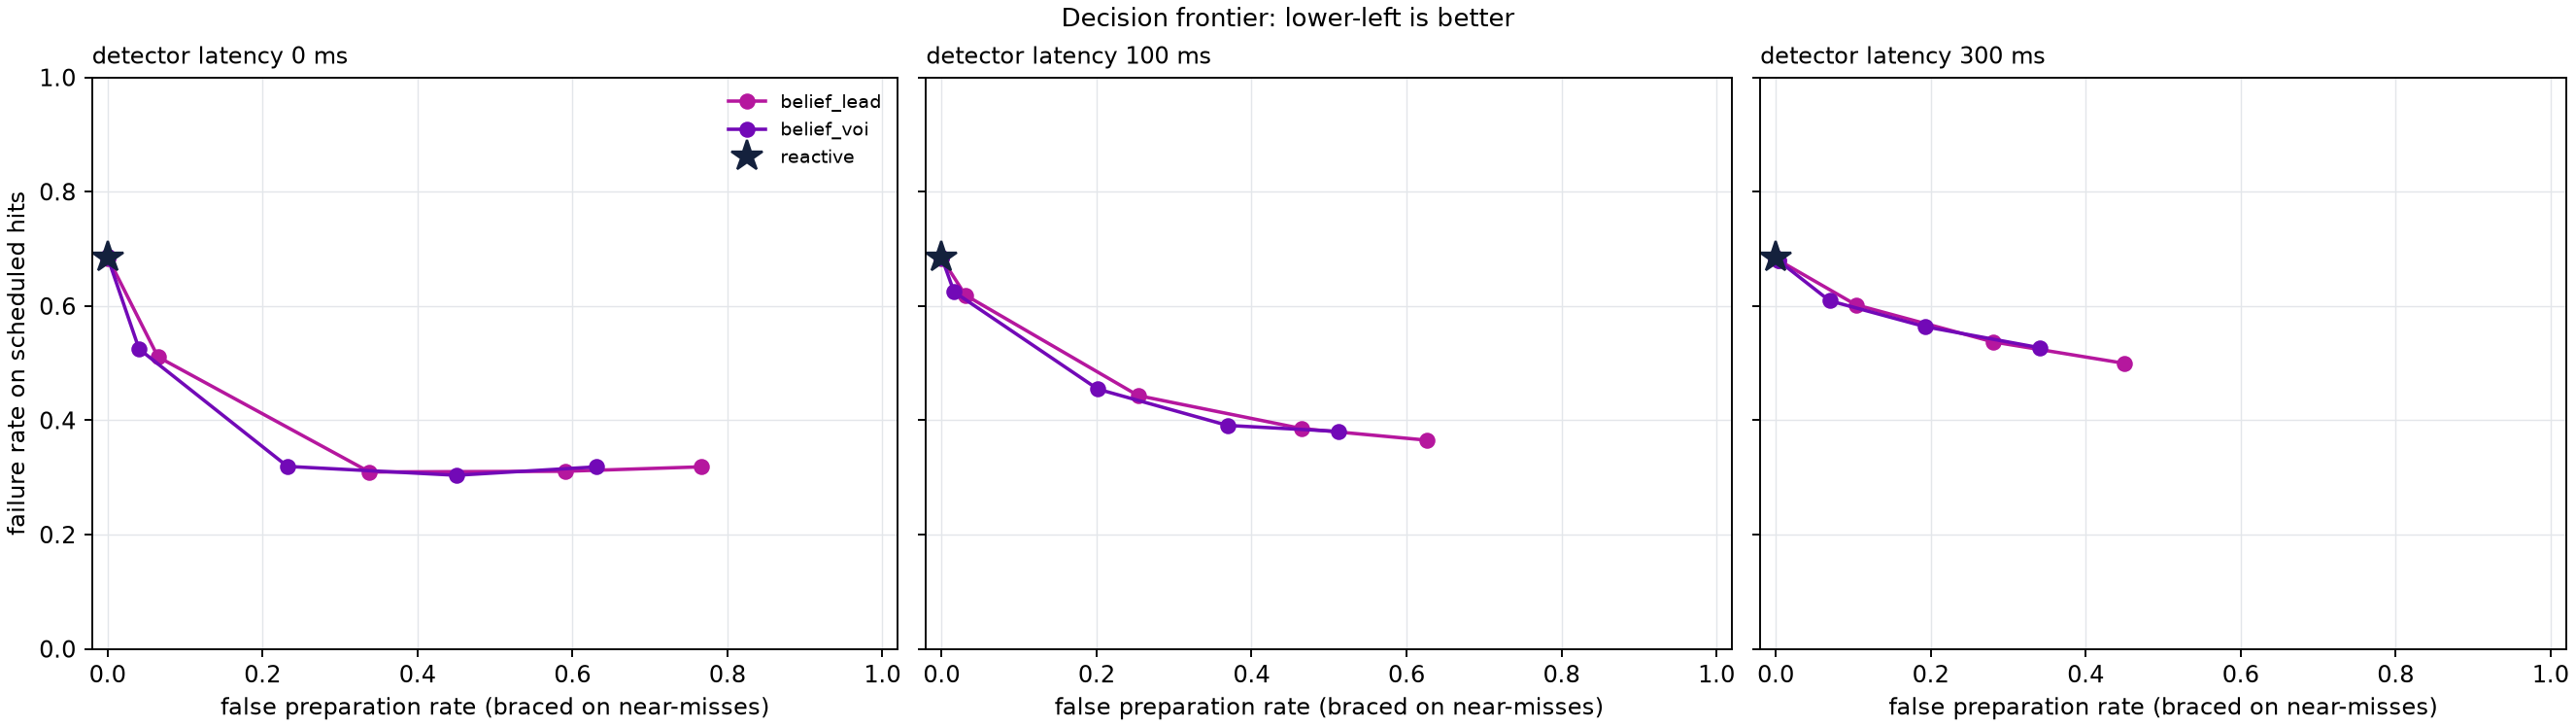 Decision frontier: lower-left is better
detector latency 0 ms
detector latency 100 ms
detector latency 300 ms
failure rate on scheduled hits
1.0
0.8
0.6
0.4
0.2
0.0
belief_lead
belief_voi
reactive
0.0 0.2 0.4 0.6 0.8 1.0
0.0 0.2 0.4 0.6 0.8 1.0
0.0 0.2 0.4 0.6 0.8 1.0
false preparation rate (braced on near-misses)
false preparation rate (braced on near-misses)
false preparation rate (braced on near-misses)